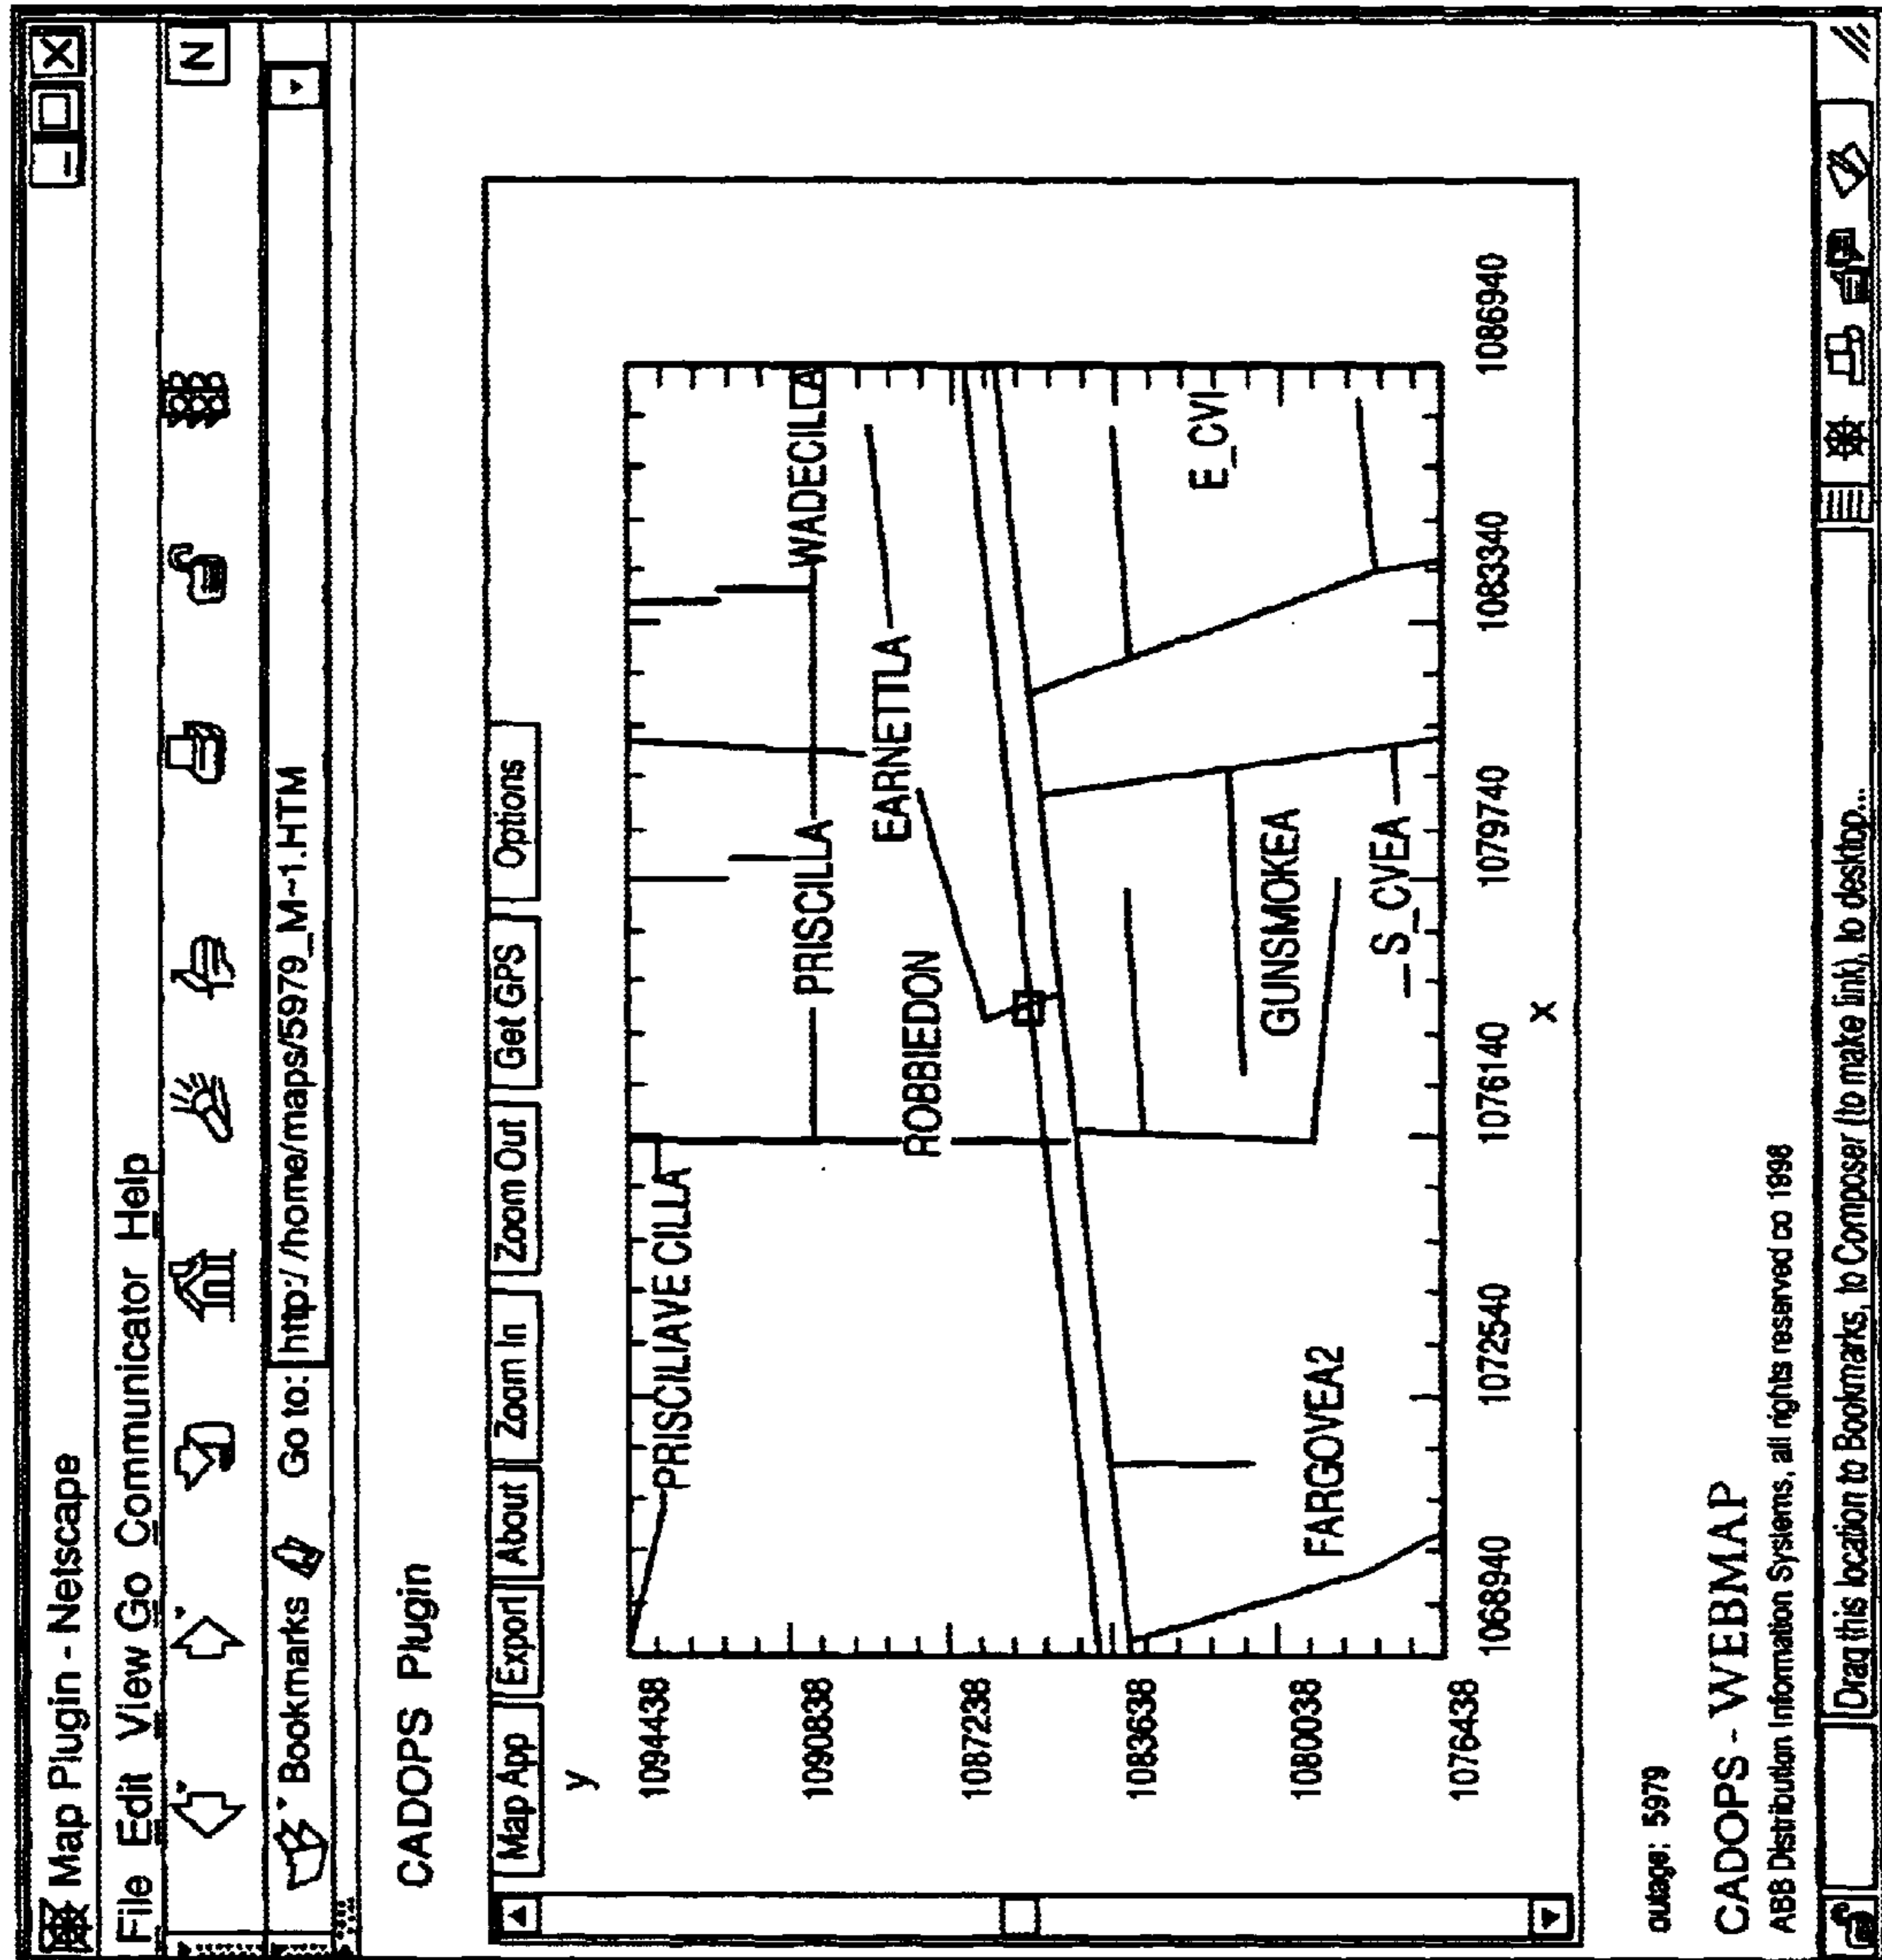 Map Plugin - Netscape
File Edit View Go Communicator Help
N
Bookmarks Go to: http://home/maps/5979_M~1.HTM
CADOPS Plugin
Map App Export About Zoom In Zoom Out Get GPS Options
y
1094438
1090838
1087238
1083638
1080038
1076438
PRISCILIAVE CILLA
PRISCILLA
WADECILLA
EARNETTLA
ROBBIEDON
E_CVI
GUNSMOKEA
FARGOVEA2
_S_CVEA
1068940 1072540 1076140 1079740 1083340 1086940
x
outage: 5979
CADOPS - WEBMAP
ABB Distribution Information Systems, all rights reserved co 1998
Drag this location to Bookmarks, to Composer (to make link), to desktop...